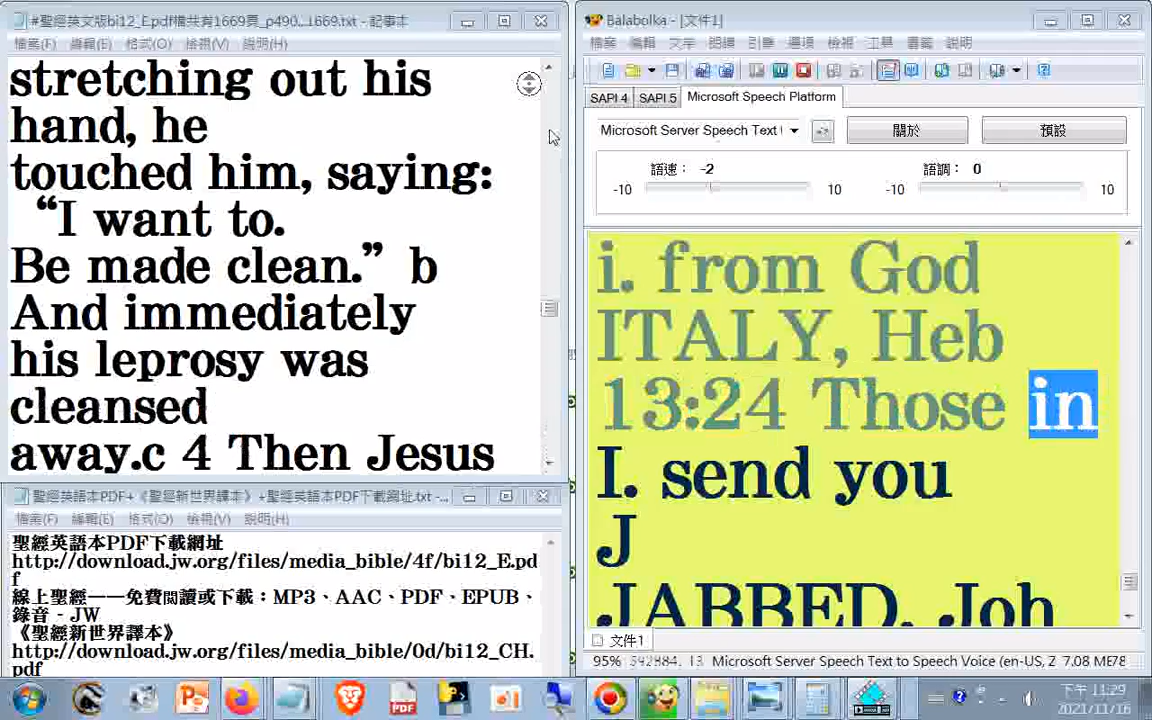 #聖經英文版bi12_E.pdf檔共有1669頁_p490...1669.txt - 記事本
檔案(F) 編輯(E) 格式(O) 檢視(V) 說明(H)
stretching out his
hand, he
touched him, saying:
“I want to.
Be made clean.” b
And immediately
his leprosy was
cleansed
away.c 4 Then Jesus
聖經英語本PDF+《聖經新世界譯本》+聖經英語本PDF下載網址.txt -...
檔案(F) 編輯(E) 格式(O) 檢視(V) 說明(H)
聖經英語本PDF下載網址
http://download.jw.org/files/media_bible/4f/bi12_E.pd
f
線上聖經——免費閱讀或下載：MP3、AAC、PDF、EPUB、
錄音 - JW
《聖經新世界譯本》
http://download.jw.org/files/media_bible/0d/bi12_CH.
pdf
Balabolka - [文件1]
檔案 編輯 文字 朗讀 引擎 選項 檢視 工具 書籤 說明
SAPI 4 SAPI 5 Microsoft Speech Platform
Microsoft Server Speech Text 關於 預設
語速： -2 語調： 0
-10 10 -10 10
i. from God
ITALY, Heb
13:24 Those in
I. send you
J
JABBED, Joh
文件1
95% Microsoft Server Speech Text to Speech Voice (en-US, Z 7.08 ME78
下午 11:29
2021/11/16